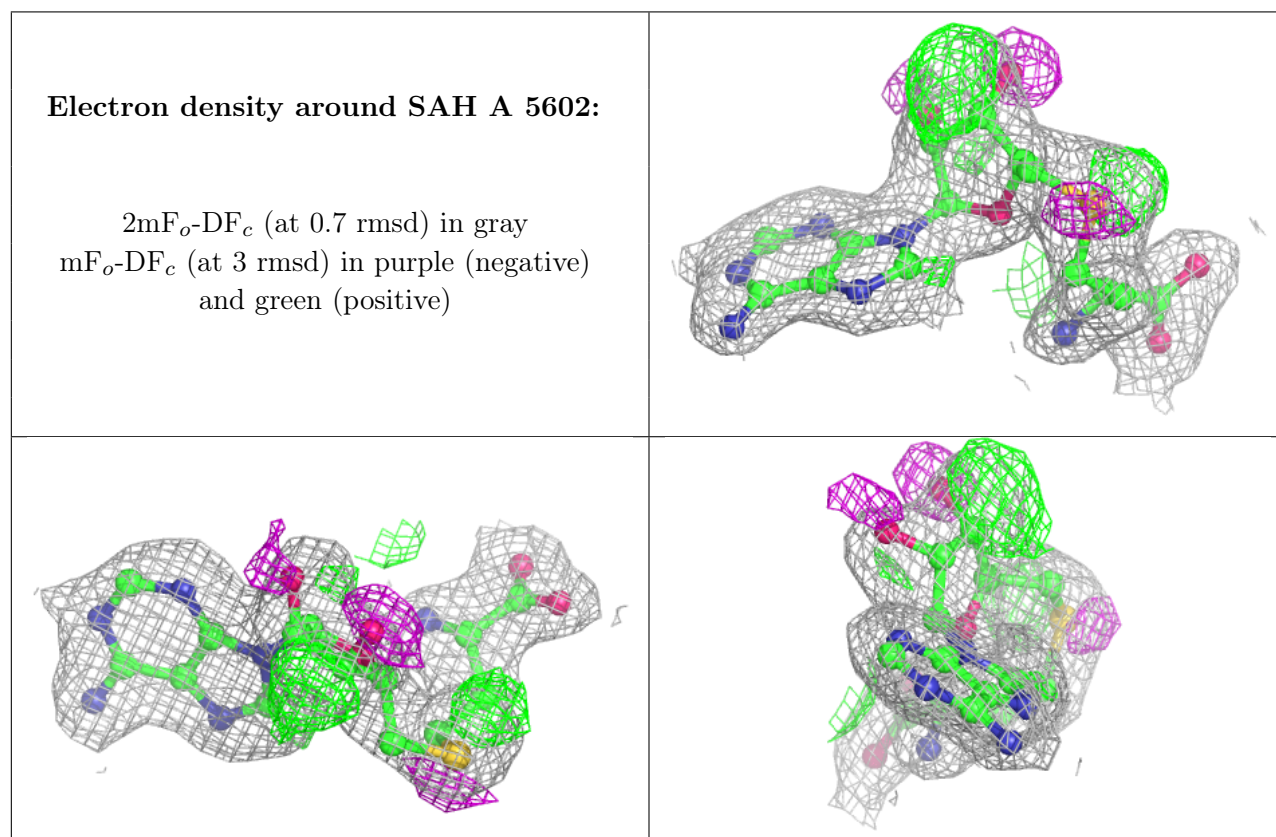 Electron density around SAH A 5602:
2mFₒ-DF𝒸 (at 0.7 rmsd) in gray
mFₒ-DF𝒸 (at 3 rmsd) in purple (negative)
and green (positive)